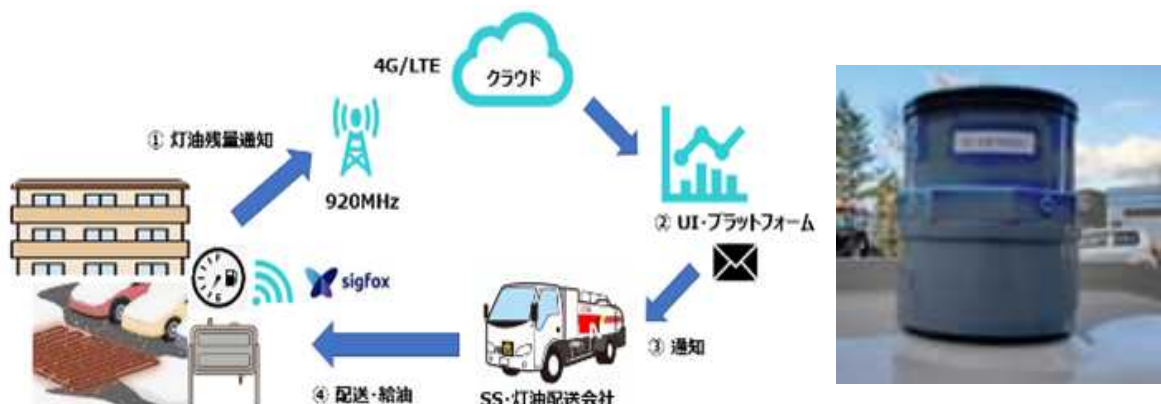 4G/LTE
クラウド
① 灯油残量通知
920MHz
② UI・プラットフォーム
sigfox
③ 通知
④ 配送・給油
SS・灯油配送会社
F
E